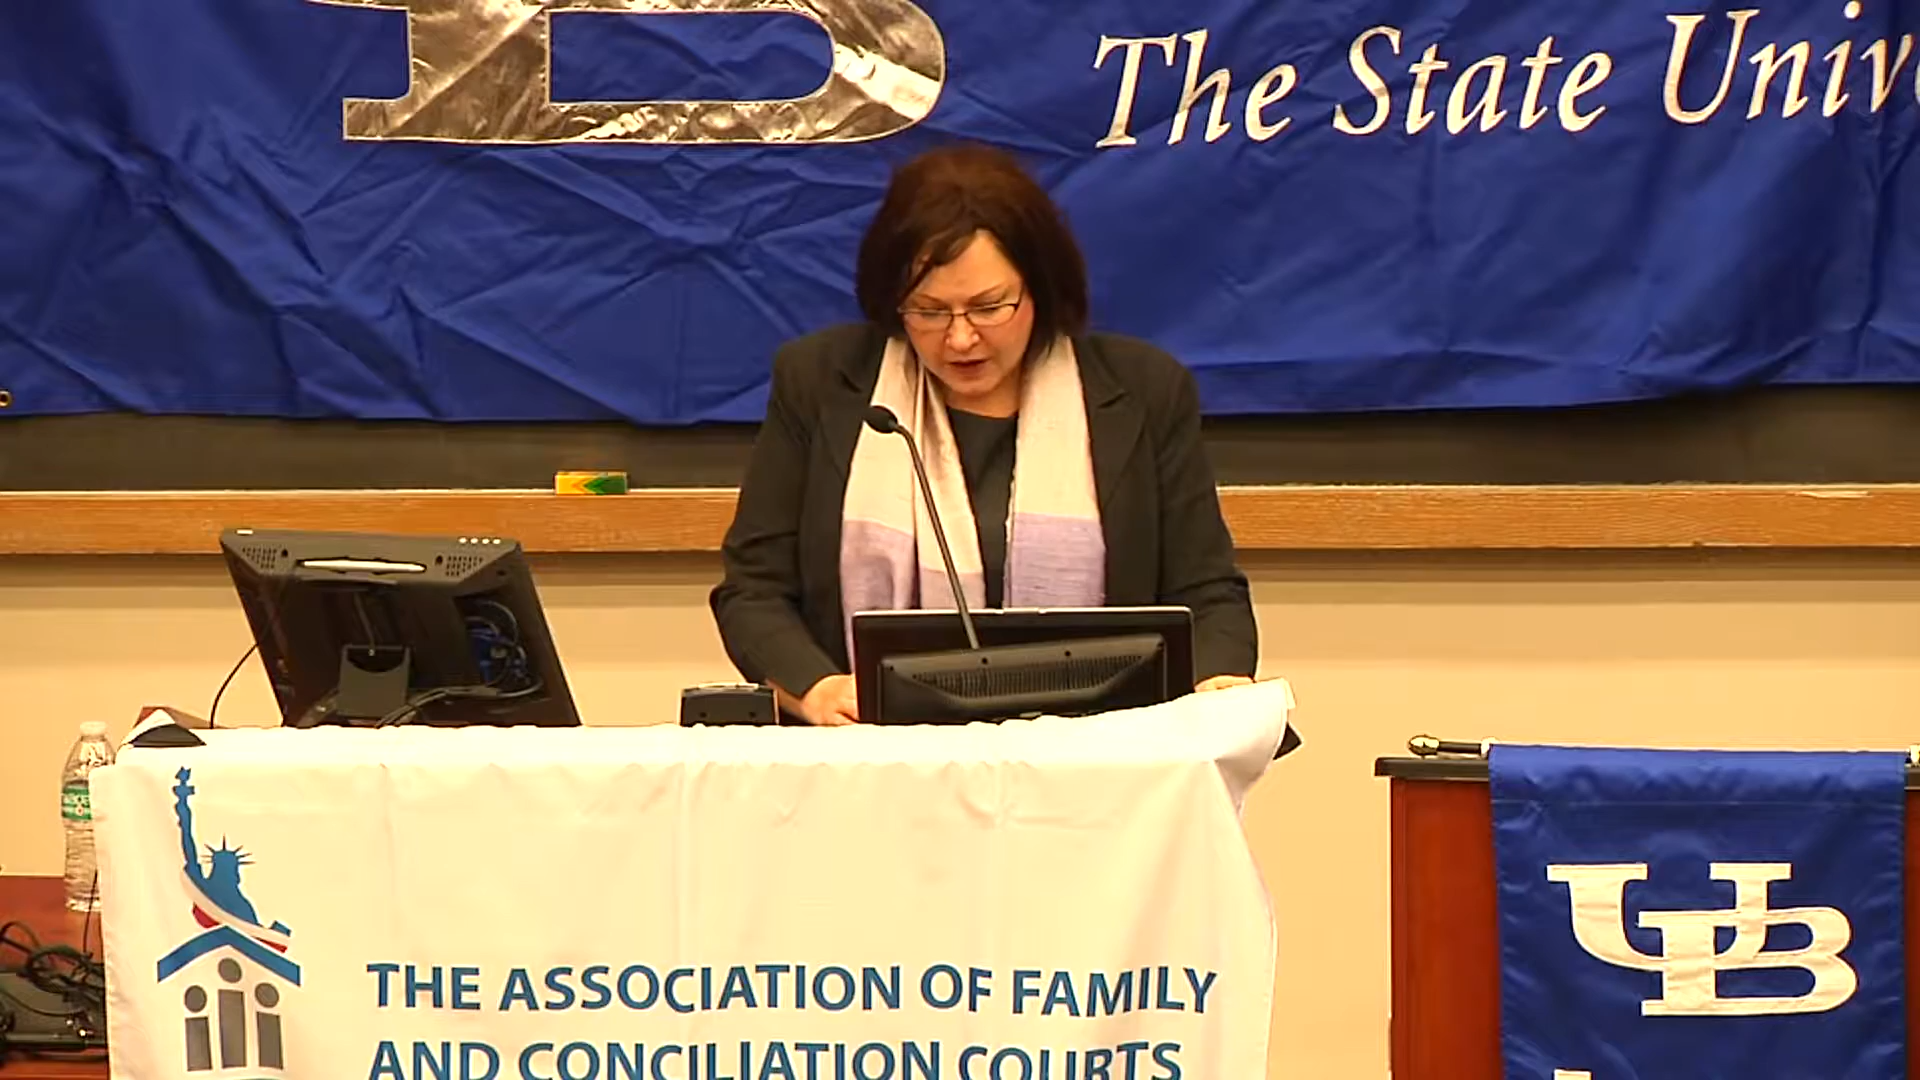 The State Univ
THE ASSOCIATION OF FAMILY
AND CONCILIATION COURTS
UB